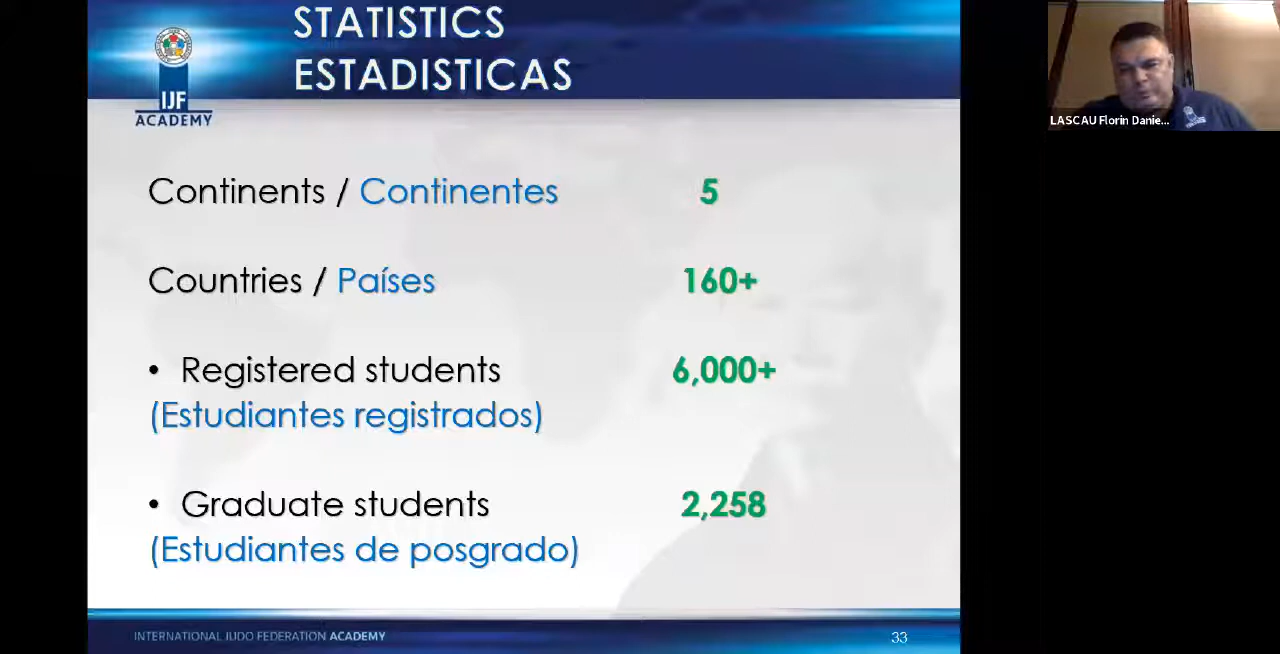 STATISTICS
ESTADISTICAS
IJF
ACADEMY
LASCAU Florin Danie...
Continents / Continentes 5
Countries / Países 160+
• Registered students 6,000+
(Estudiantes registrados)
• Graduate students 2,258
(Estudiantes de posgrado)
INTERNATIONAL JUDO FEDERATION ACADEMY 33